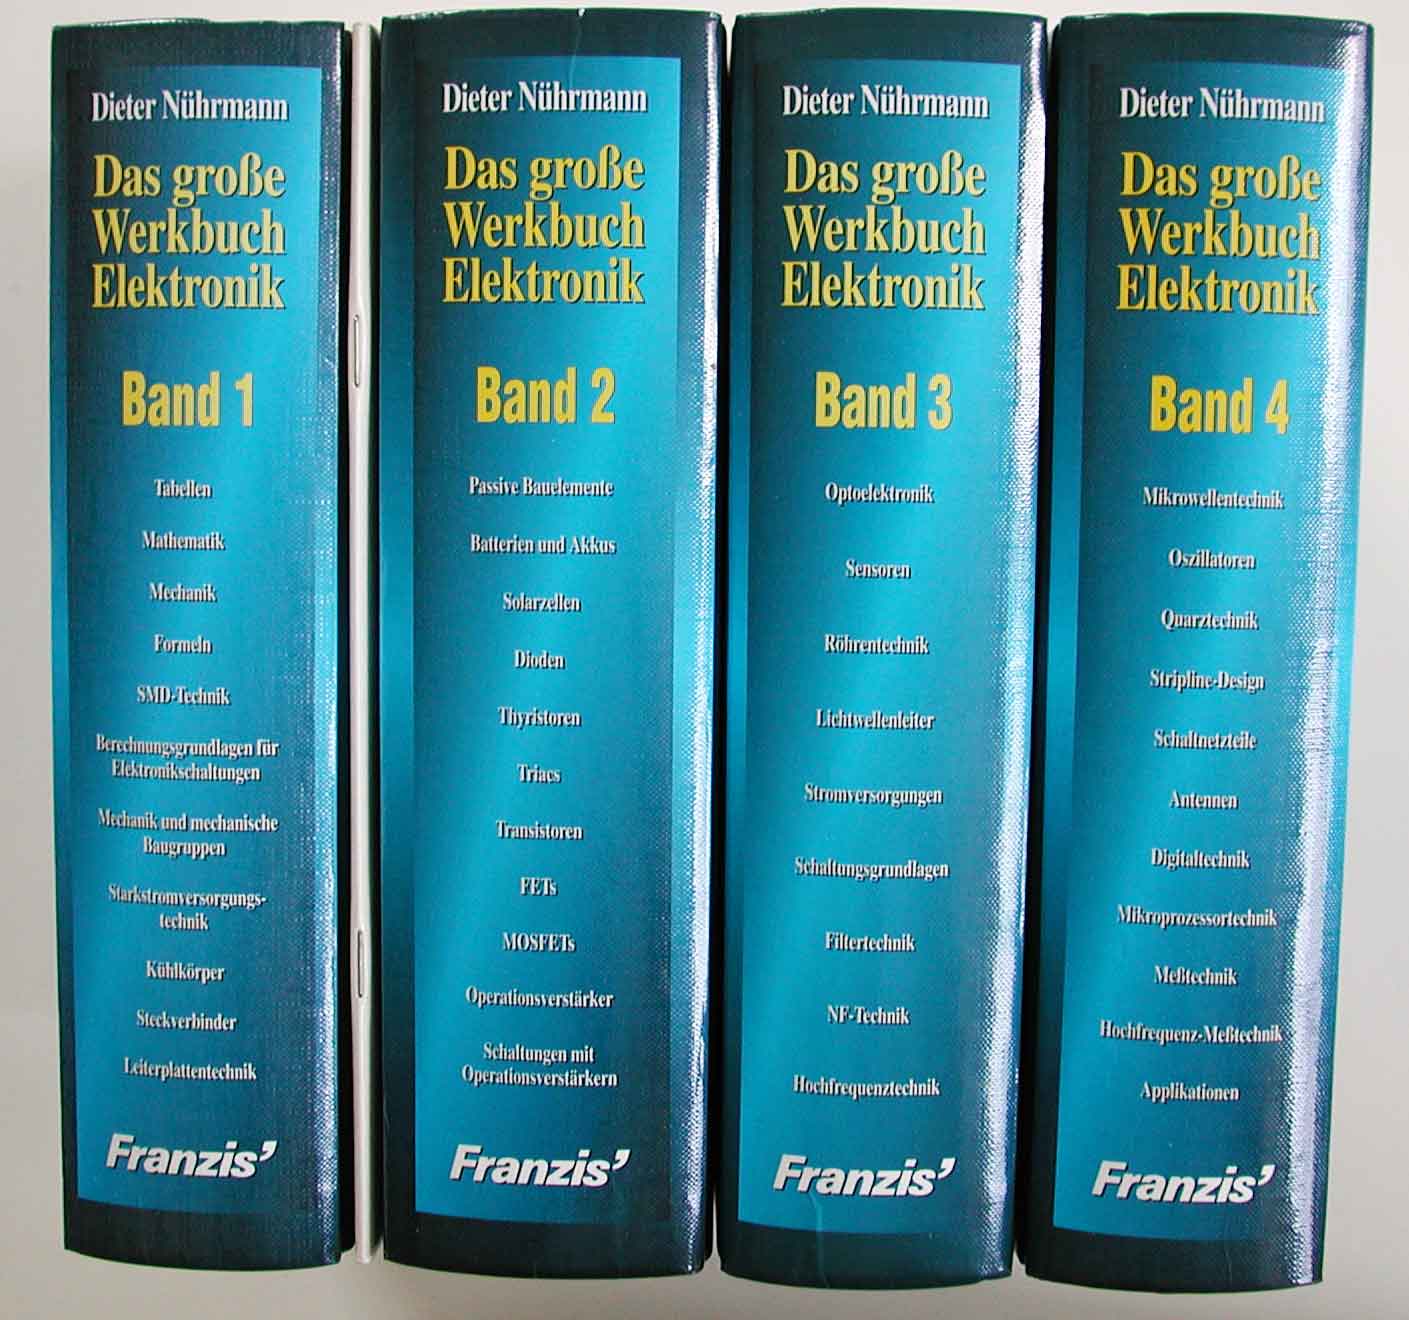 Dieter Nührmann
Das große
Werkbuch
Elektronik
Band 1
Tabellen
Mathematik
Mechanik
Formeln
SMD-Technik
Berechnungsgrundlagen für
Elektronikschaltungen
Mechanik und mechanische
Baugruppen
Starkstromversorgungs-
technik
Kühlkörper
Steckverbinder
Leiterplattentechnik
Franzis’
Dieter Nührmann
Das große
Werkbuch
Elektronik
Band 2
Passive Bauelemente
Batterien und Akkus
Solarzellen
Dioden
Thyristoren
Triacs
Transistoren
FETs
MOSFETs
Operationsverstärker
Schaltungen mit
Operationsverstärkern
Franzis’
Dieter Nührmann
Das große
Werkbuch
Elektronik
Band 3
Optoelektronik
Sensoren
Röhrentechnik
Lichtwellenleiter
Stromversorgungen
Schaltungsgrundlagen
Filtertechnik
NF-Technik
Hochfrequenztechnik
Franzis’
Dieter Nührmann
Das große
Werkbuch
Elektronik
Band 4
Mikrowellentechnik
Oszillatoren
Quarztechnik
Stripline-Design
Schaltnetzteile
Antennen
Digitaltechnik
Mikroprozessortechnik
Meßtechnik
Hochfrequenz-Meßtechnik
Applikationen
Franzis’